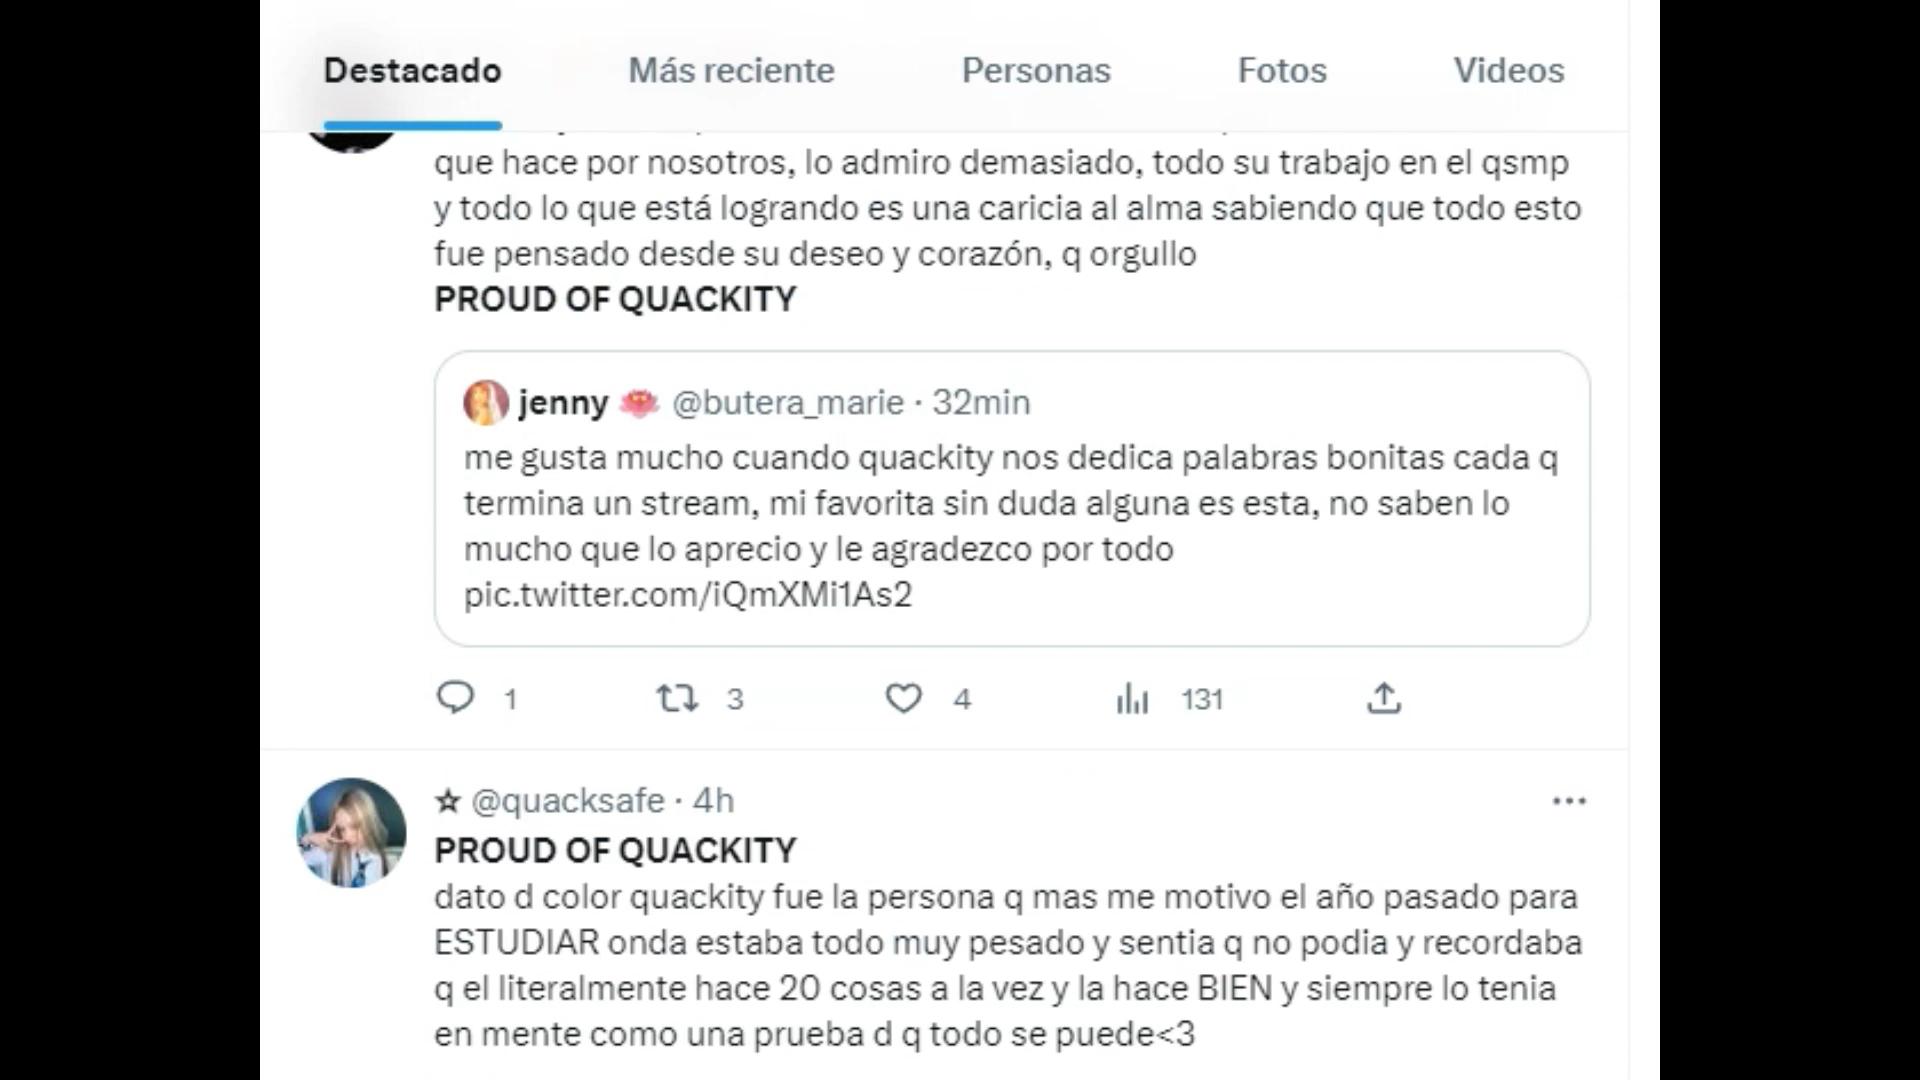 Destacado Más reciente Personas Fotos Videos
que hace por nosotros, lo admiro demasiado, todo su trabajo en el qsmp
y todo lo que está logrando es una caricia al alma sabiendo que todo esto
fue pensado desde su deseo y corazón, q orgullo
PROUD OF QUACKITY
jenny @butera_marie · 32min
me gusta mucho cuando quackity nos dedica palabras bonitas cada q
termina un stream, mi favorita sin duda alguna es esta, no saben lo
mucho que lo aprecio y le agradezco por todo
pic.twitter.com/iQmXMi1As2
1 3 4 131
☆ @quacksafe · 4h
PROUD OF QUACKITY
dato d color quackity fue la persona q mas me motivo el año pasado para
ESTUDIAR onda estaba todo muy pesado y sentia q no podia y recordaba
q el literalmente hace 20 cosas a la vez y la hace BIEN y siempre lo tenia
en mente como una prueba d q todo se puede<3